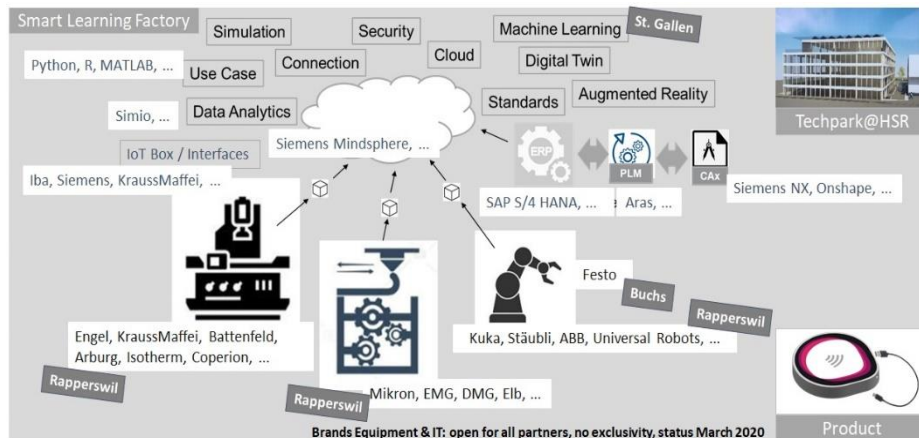 Smart Learning Factory
Simulation
Security
Machine Learning
St. Gallen
Python, R, MATLAB, ...
Use Case
Connection
Cloud
Digital Twin
Data Analytics
Standards
Augmented Reality
Simio, ...
Techpark@HSR
IoT Box / Interfaces
Siemens Mindsphere, ...
ERP
PLM
CAx
Iba, Siemens, KraussMaffei, ...
Siemens NX, Onshape, ...
SAP S/4 HANA, ...
Aras, ...
Festo
Buchs
Rapperswil
Engel, KraussMaffei, Battenfeld,
Arburg, Isotherm, Coperion, ...
Kuka, Stäubli, ABB, Universal Robots, ...
Rapperswil
Rapperswil
Mikron, EMG, DMG, Elb, ...
Brands Equipment & IT: open for all partners, no exclusivity, status March 2020
Product